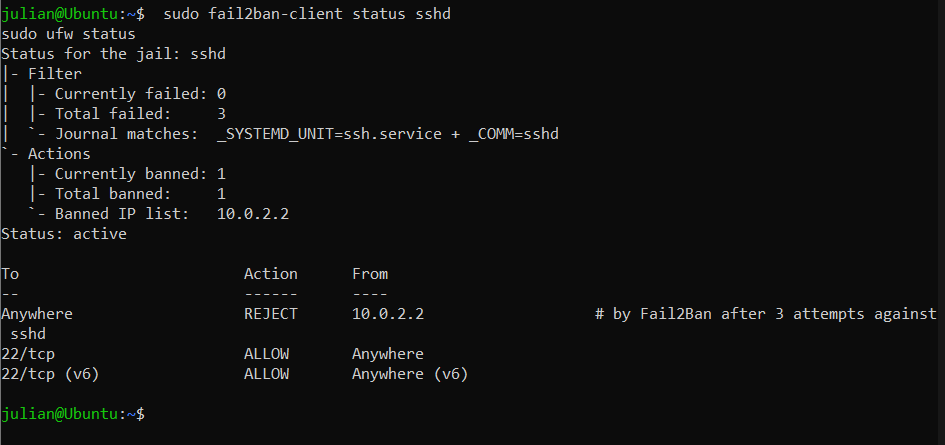 julian@Ubuntu:~$  sudo fail2ban-client status sshd
sudo ufw status
Status for the jail: sshd
|- Filter
|  |- Currently failed: 0
|  |- Total failed:     3
|  `- Journal matches:  _SYSTEMD_UNIT=ssh.service + _COMM=sshd
`- Actions
   |- Currently banned: 1
   |- Total banned:     1
   `- Banned IP list:   10.0.2.2
Status: active

To                         Action      From
--                         ------      ----
Anywhere                   REJECT      10.0.2.2                   # by Fail2Ban after 3 attempts against
 sshd
22/tcp                     ALLOW       Anywhere
22/tcp (v6)                ALLOW       Anywhere (v6)

julian@Ubuntu:~$